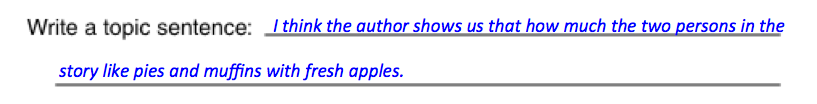 Write a topic sentence: I think the author shows us that how much the two persons in the
story like pies and muffins with fresh apples.